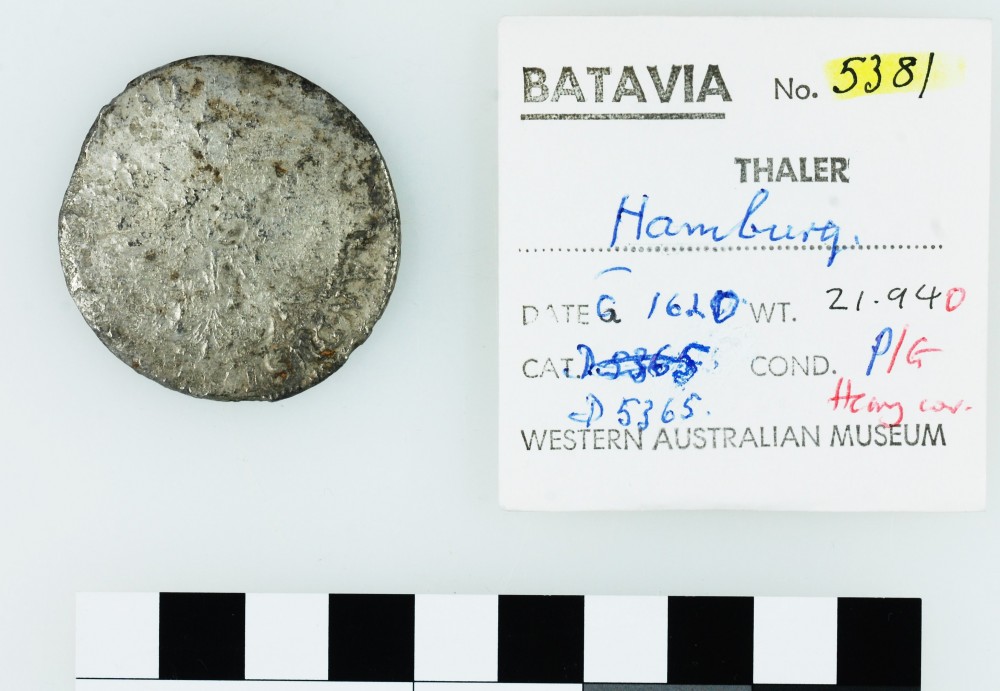 BATAVIA No. 5381
THALER
Hamburg.
DATE G 1620 WT. 21.940
CAT. D 5365 COND. P/G
D 5365. Heavy cor.
WESTERN AUSTRALIAN MUSEUM